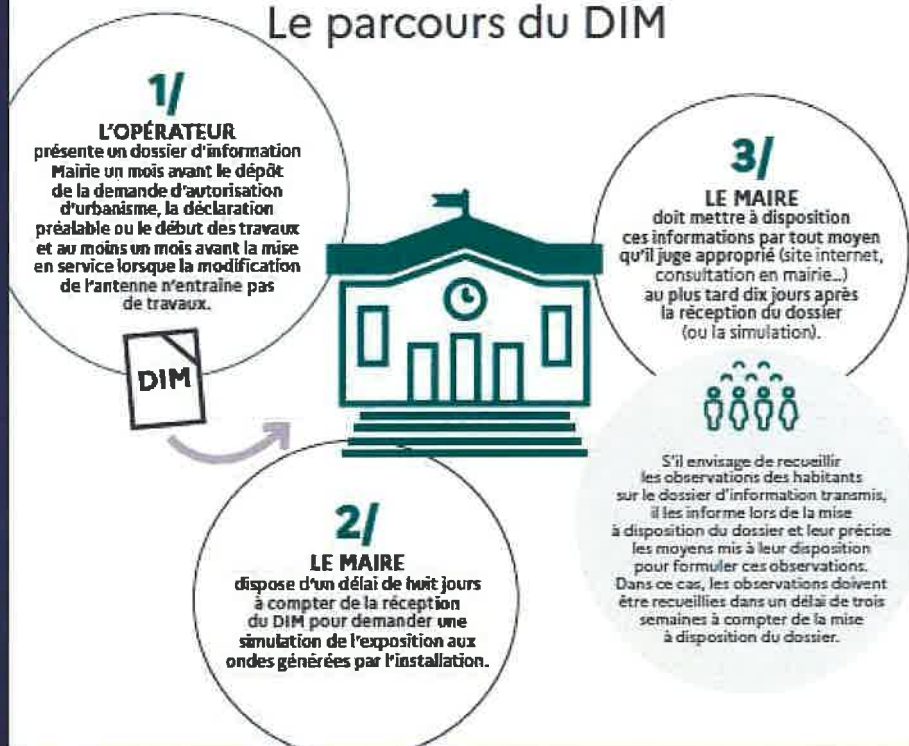 Le parcours du DIM
1/
L'OPÉRATEUR
présente un dossier d'information
Mairie un mois avant le dépôt
de la demande d'autorisation
d'urbanisme, la déclaration
préalable ou le début des travaux
et au moins un mois avant la mise
en service lorsque la modification
de l'antenne n'entraîne pas
de travaux.
DIM
2/
LE MAIRE
dispose d'un délai de huit jours
à compter de la réception
du DIM pour demander une
simulation de l'exposition aux
ondes générées par l'installation.
3/
LE MAIRE
doit mettre à disposition
ces informations par tout moyen
qu'il juge approprié (site internet,
consultation en mairie...)
au plus tard dix jours après
la réception du dossier
(ou la simulation).
S'il envisage de recueillir
les observations des habitants
sur le dossier d'information transmis,
il les informe lors de la mise
à disposition du dossier et leur précise
les moyens mis à leur disposition
pour formuler ces observations.
Dans ce cas, les observations doivent
être recueillies dans un délai de trois
semaines à compter de la mise
à disposition du dossier.